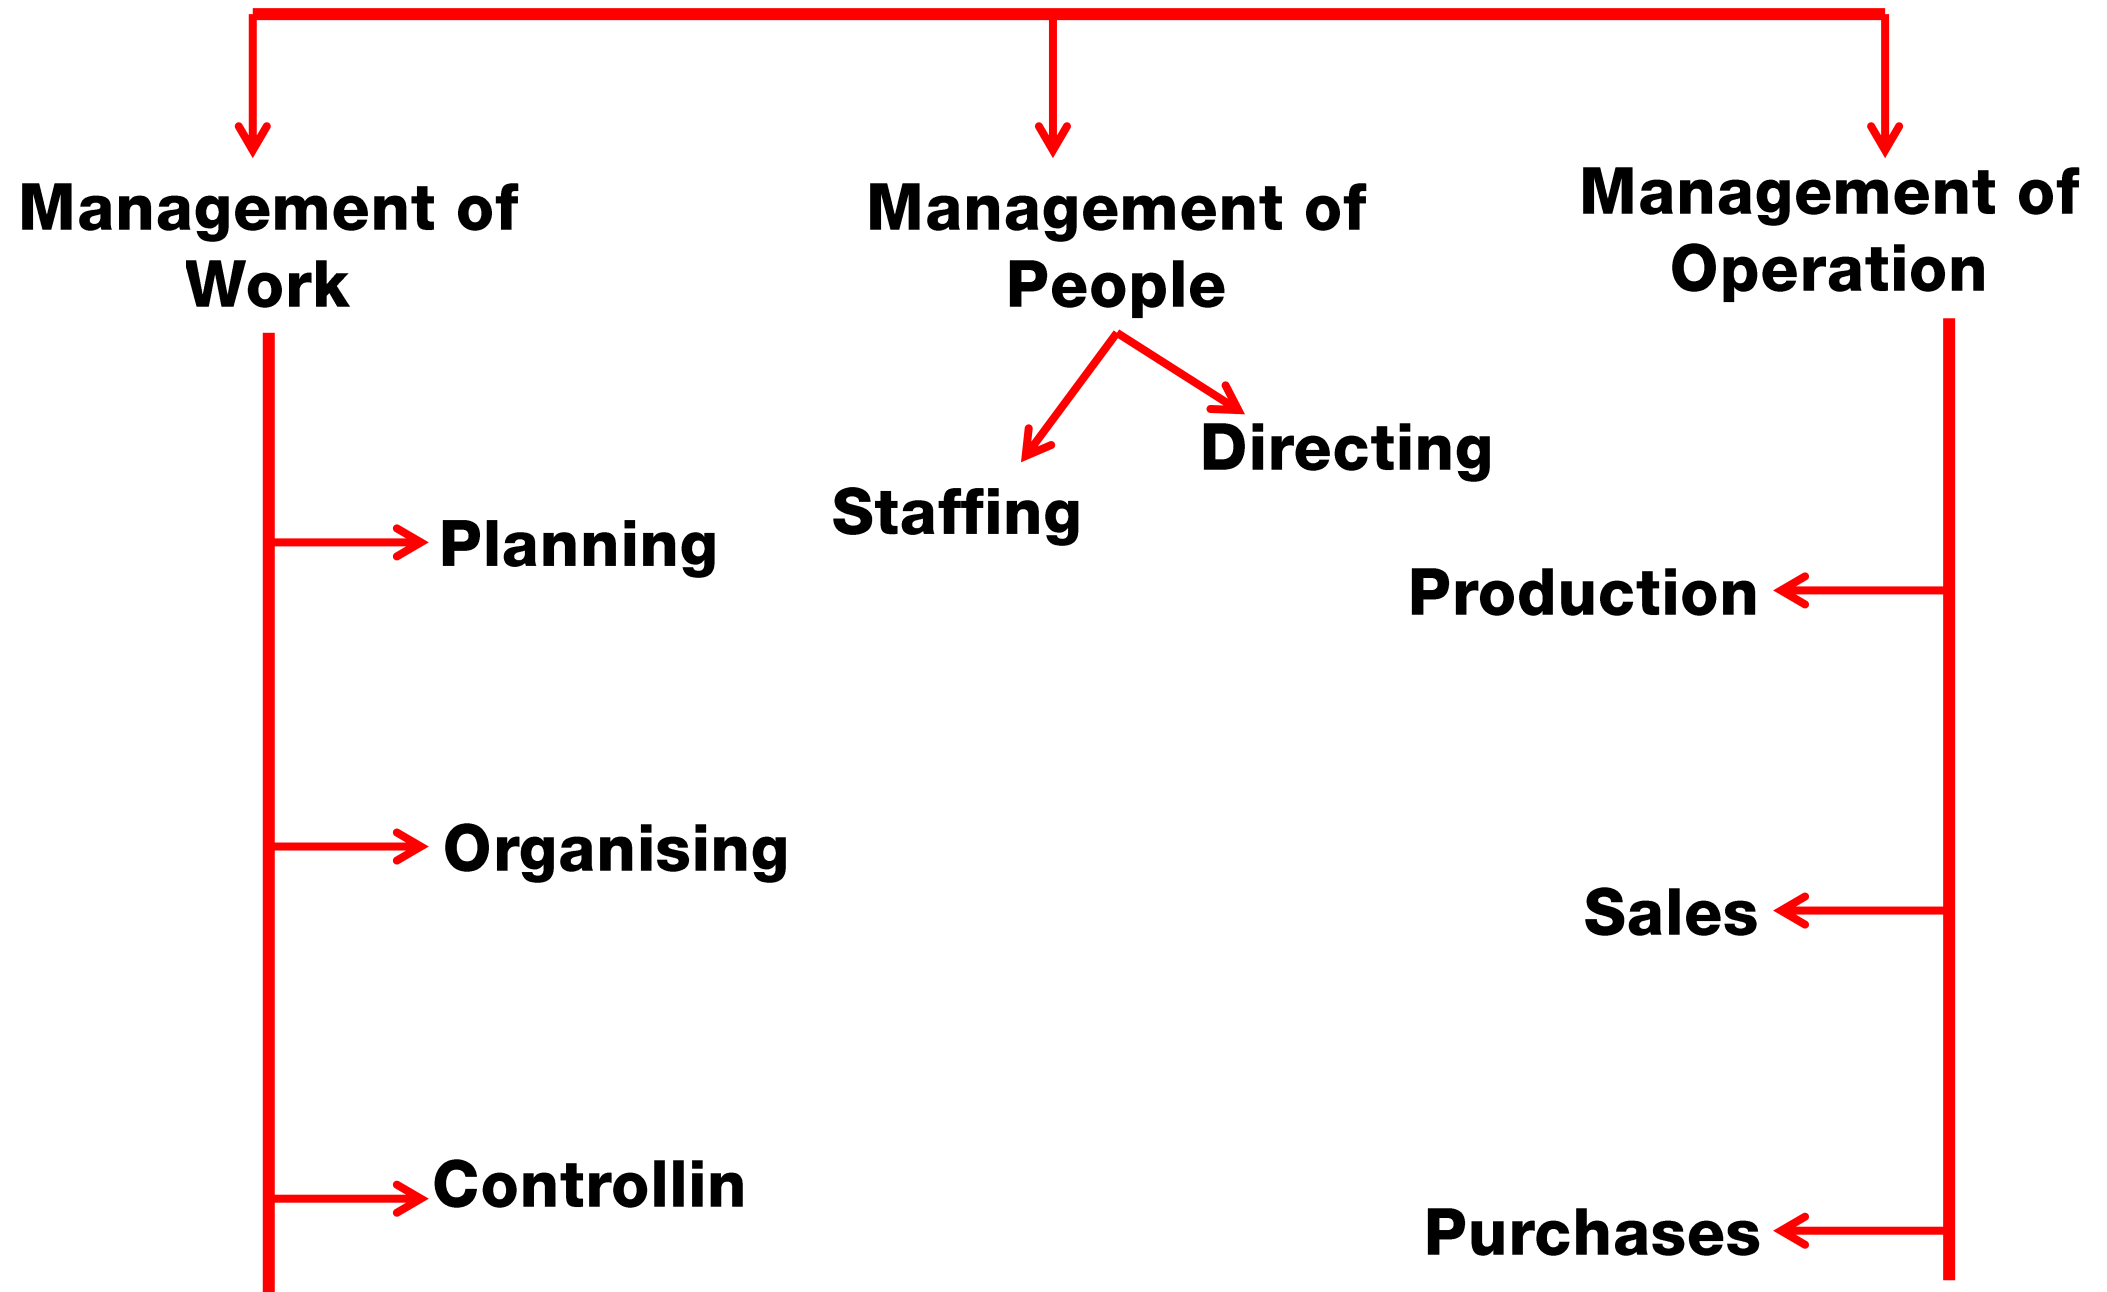 Management of
Work
Management of
People
Management of
Operation
Directing
Staffing
Planning
Production
Organising
Sales
Controllin
Purchases